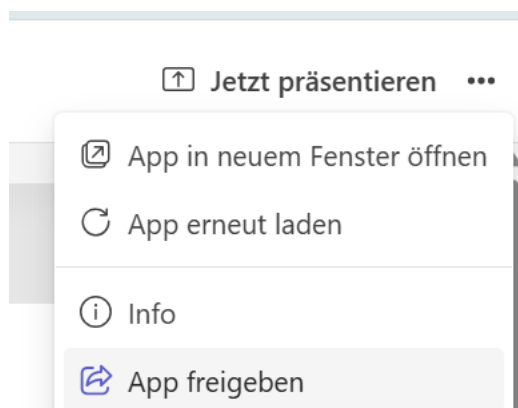 Jetzt präsentieren
App in neuem Fenster öffnen
App erneut laden
Info
App freigeben